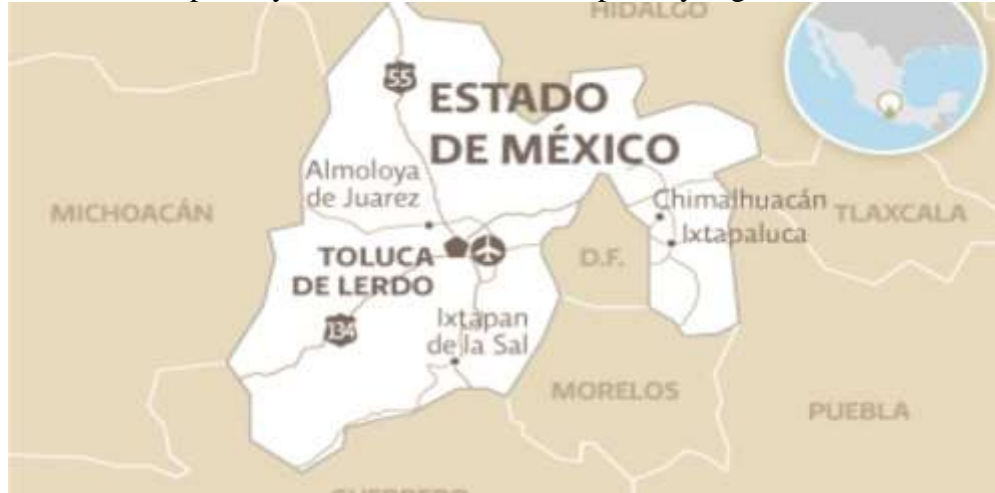 HIDALGO
55
ESTADO
DE MÉXICO
Almoloya
de Juarez
MICHOACÁN
Chimalhuacán
TLAXCALA
Ixtapaluca
TOLUCA
DE LERDO
D.F.
134
Ixtapan
de la Sal
MORELOS
PUEBLA